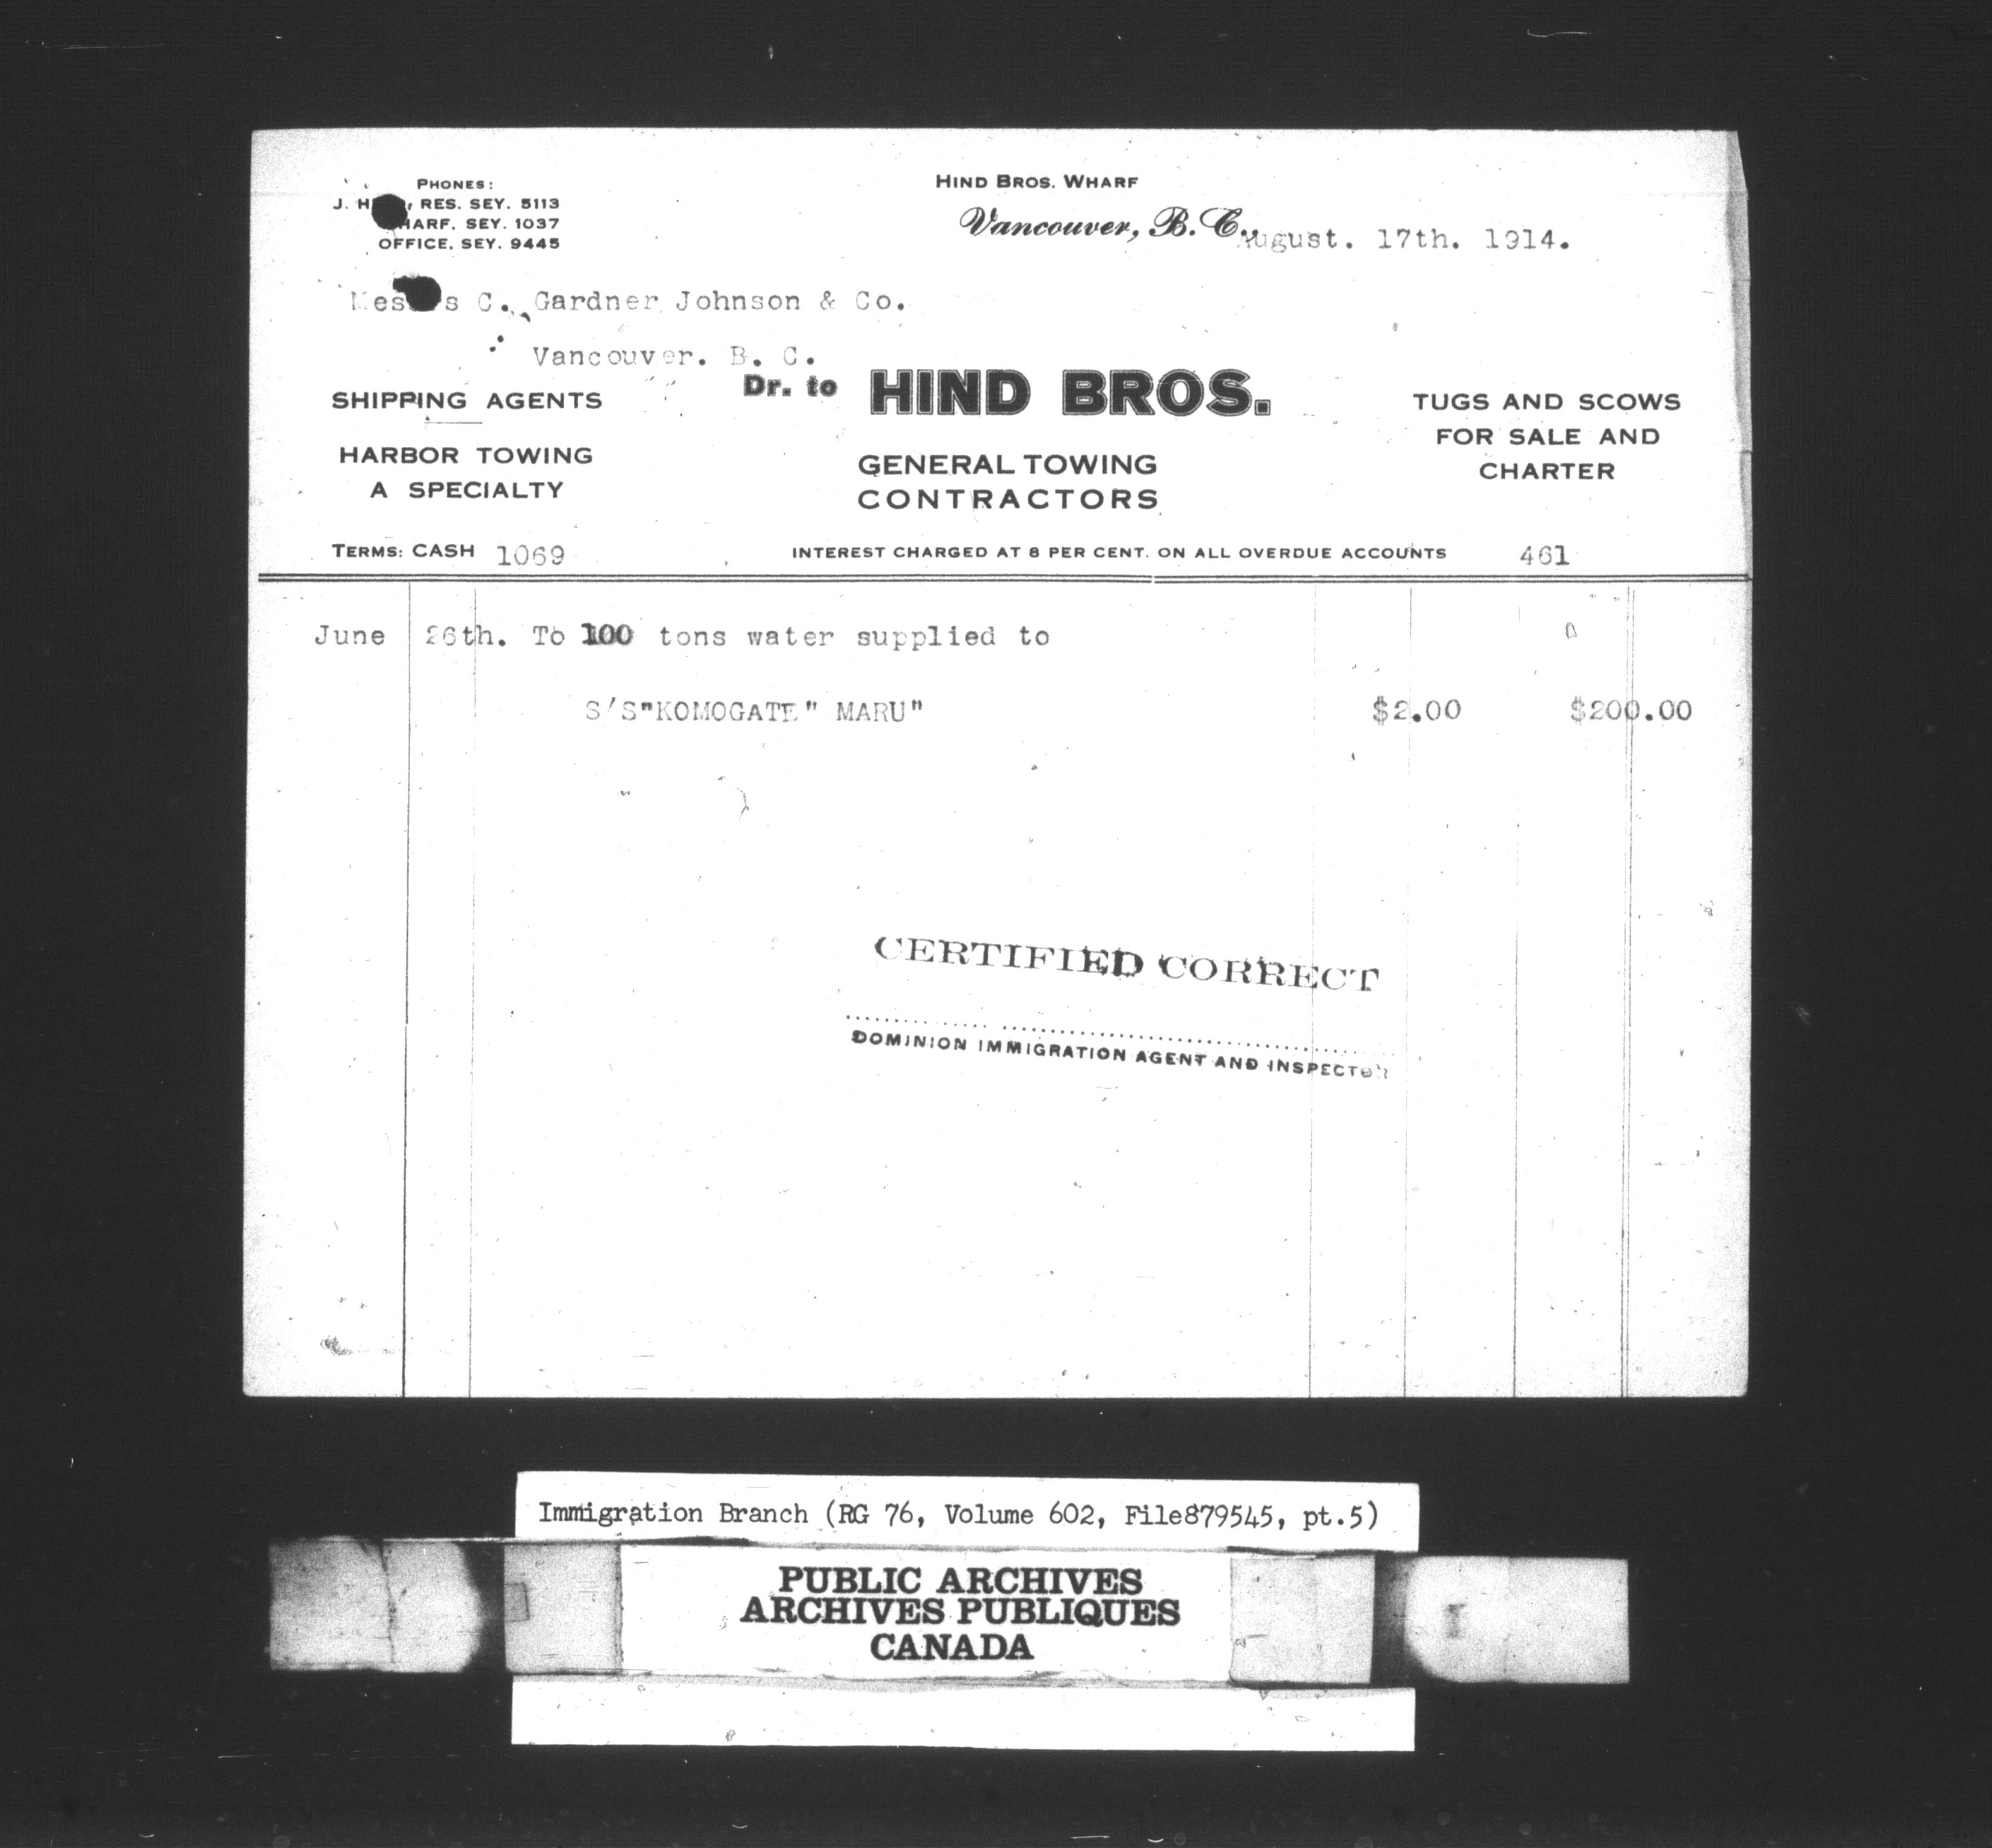 PHONES:
J. H , RES. SEY. 5113
HARF, SEY. 1037
OFFICE, SEY. 9445
HIND BROS. WHARF
Vancouver, B. C., August. 17th. 1914.
Mes s C. Gardner Johnson & Co.
Vancouver. B. C.
Dr. to HIND BROS.
SHIPPING AGENTS
HARBOR TOWING
A SPECIALTY
GENERAL TOWING
CONTRACTORS
TUGS AND SCOWS
FOR SALE AND
CHARTER
TERMS: CASH 1069 INTEREST CHARGED AT 8 PER CENT. ON ALL OVERDUE ACCOUNTS 461
June 26th. To 100 tons water supplied to
S/S"KOMOGATE" MARU" $2.00 $200.00
CERTIFIED CORRECT
DOMINION IMMIGRATION AGENT AND INSPECTOR
Immigration Branch (RG 76, Volume 602, File879545, pt.5)
PUBLIC ARCHIVES
ARCHIVES PUBLIQUES
CANADA